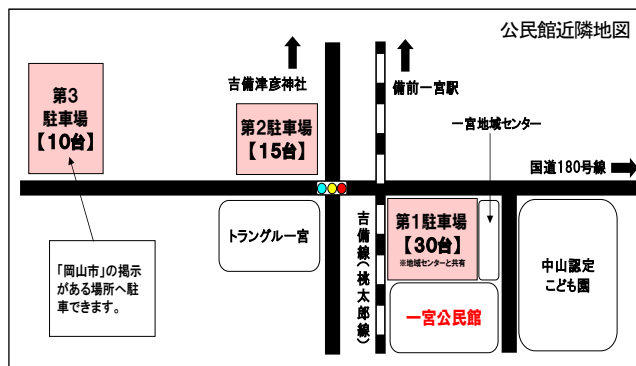 公民館近隣地図
吉備津彦神社
備前一宮駅
第3
駐車場
【10台】
第2駐車場
【15台】
一宮地域センター
国道180号線
トラングル一宮
吉備線(桃太郎線)
第1駐車場
【30台】
※地域センターと共有
「岡山市」の掲示
がある場所へ駐
車できます。
一宮公民館
中山認定
こども園